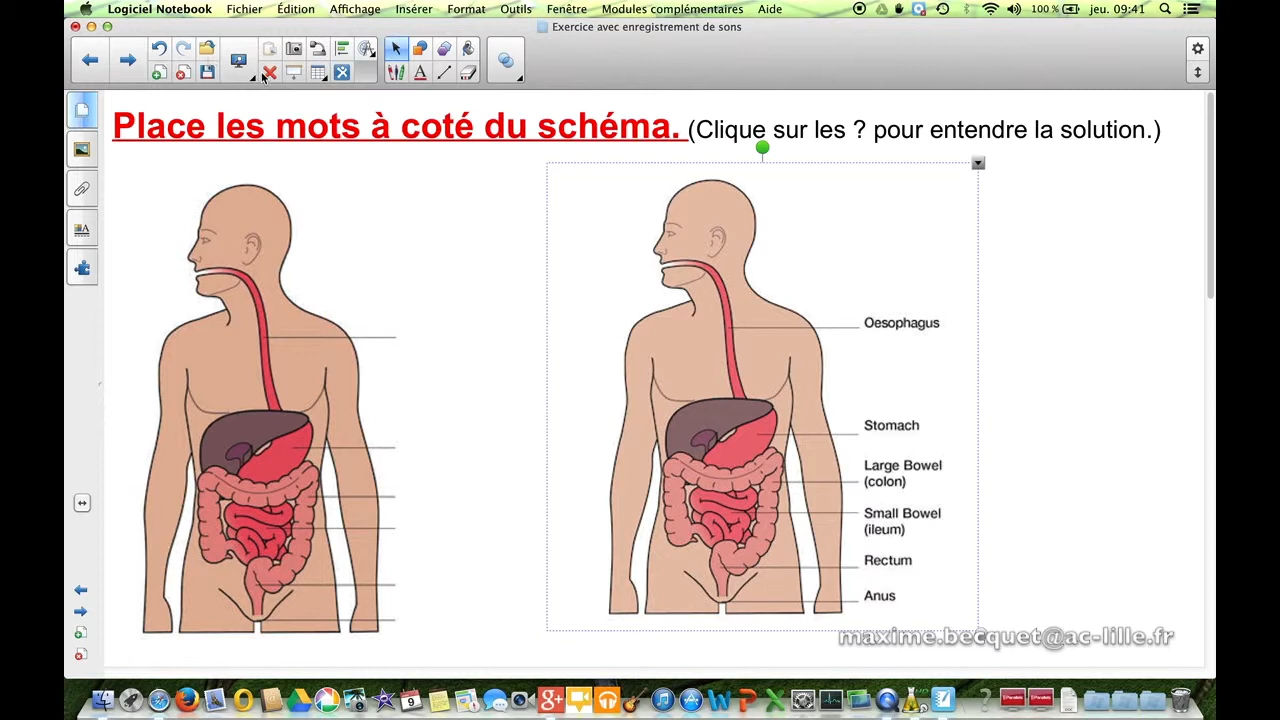 Logiciel Notebook Fichier Édition Affichage Insérer Format Outils Fenêtre Modules complémentaires Aide 100 % jeu. 09:41
Exercice avec enregistrement de sons
Place les mots à coté du schéma. (Clique sur les ? pour entendre la solution.)
Oesophagus
Stomach
Large Bowel
(colon)
Small Bowel
(ileum)
Rectum
Anus
maxime.becquet@ac-lille.fr